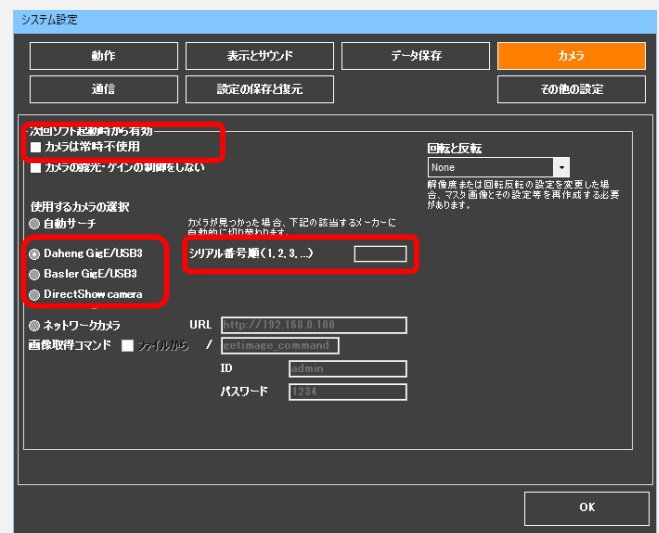 システム設定
動作
表示とサウンド
データ保存
カメラ
通信
設定の保存と復元
その他の設定
次回ソフト起動時から有効
カメラは常時不使用
カメラの露光・ゲインの制御をしない
回転と反転
None
解像度または回転反転の設定を変更した場
合、マスタ画像とその設定等を再作成する必要
があります。
使用するカメラの選択
自動サーチ
カメラが見つかった場合、下記の該当するメーカーに
自動的に切り替わります。
Daheng GigE/USB3
シリアル番号順(1, 2, 3, ...)
Basler GigE/USB3
DirectShow camera
ネットワークカメラ
URL http://192.168.0.100
画像取得コマンド ファイルから / getimage_command
ID admin
パスワード 1234
OK